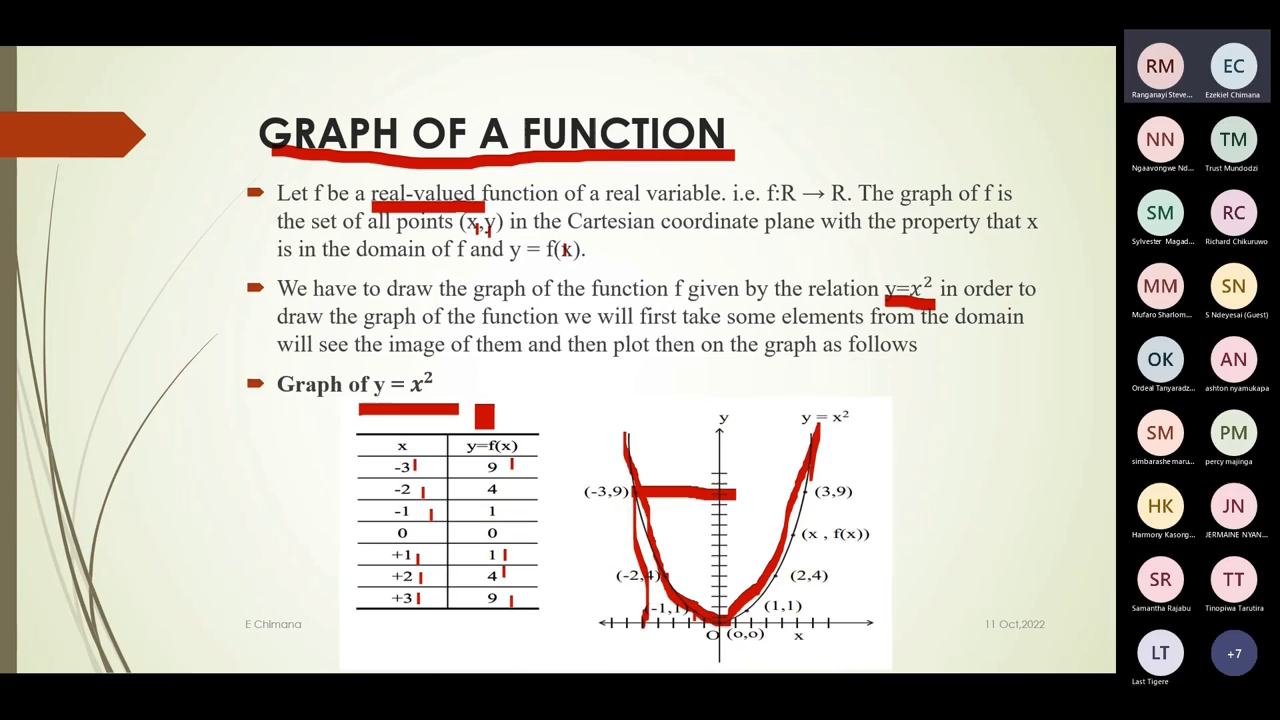 GRAPH OF A FUNCTION
Let f be a real-valued function of a real variable. i.e. f:R → R. The graph of f is
the set of all points (x,y) in the Cartesian coordinate plane with the property that x
is in the domain of f and y = f(x).
We have to draw the graph of the function f given by the relation y=x² in order to
draw the graph of the function we will first take some elements from the domain
will see the image of them and then plot then on the graph as follows
Graph of y = x²
x y=f(x)
-3 9
-2 4
-1 1
0 0
+1 1
+2 4
+3 9
y
y = x²
(-3,9)
(3,9)
(x , f(x))
(-2,4)
(2,4)
(-1,1)
(1,1)
O (0,0) x
E Chimana
11 Oct,2022
RM EC
Ranganayi Steve... Ezekiel Chimana
NN TM
Ngaavongwe Nd... Trust Mundodzi
SM RC
Sylvester Magad... Richard Chikuruwo
MM SN
Mufaro Sharlom... S Ndeyesai (Guest)
OK AN
Ordeal Tanyaradz... ashton nyamukapa
SM PM
simbarashe maru... percy majinga
HK JN
Harmony Kasong... JERMAINE NYAN...
SR TT
Samantha Rajabu Tinopiwa Tarutira
LT +7
Last Tigere